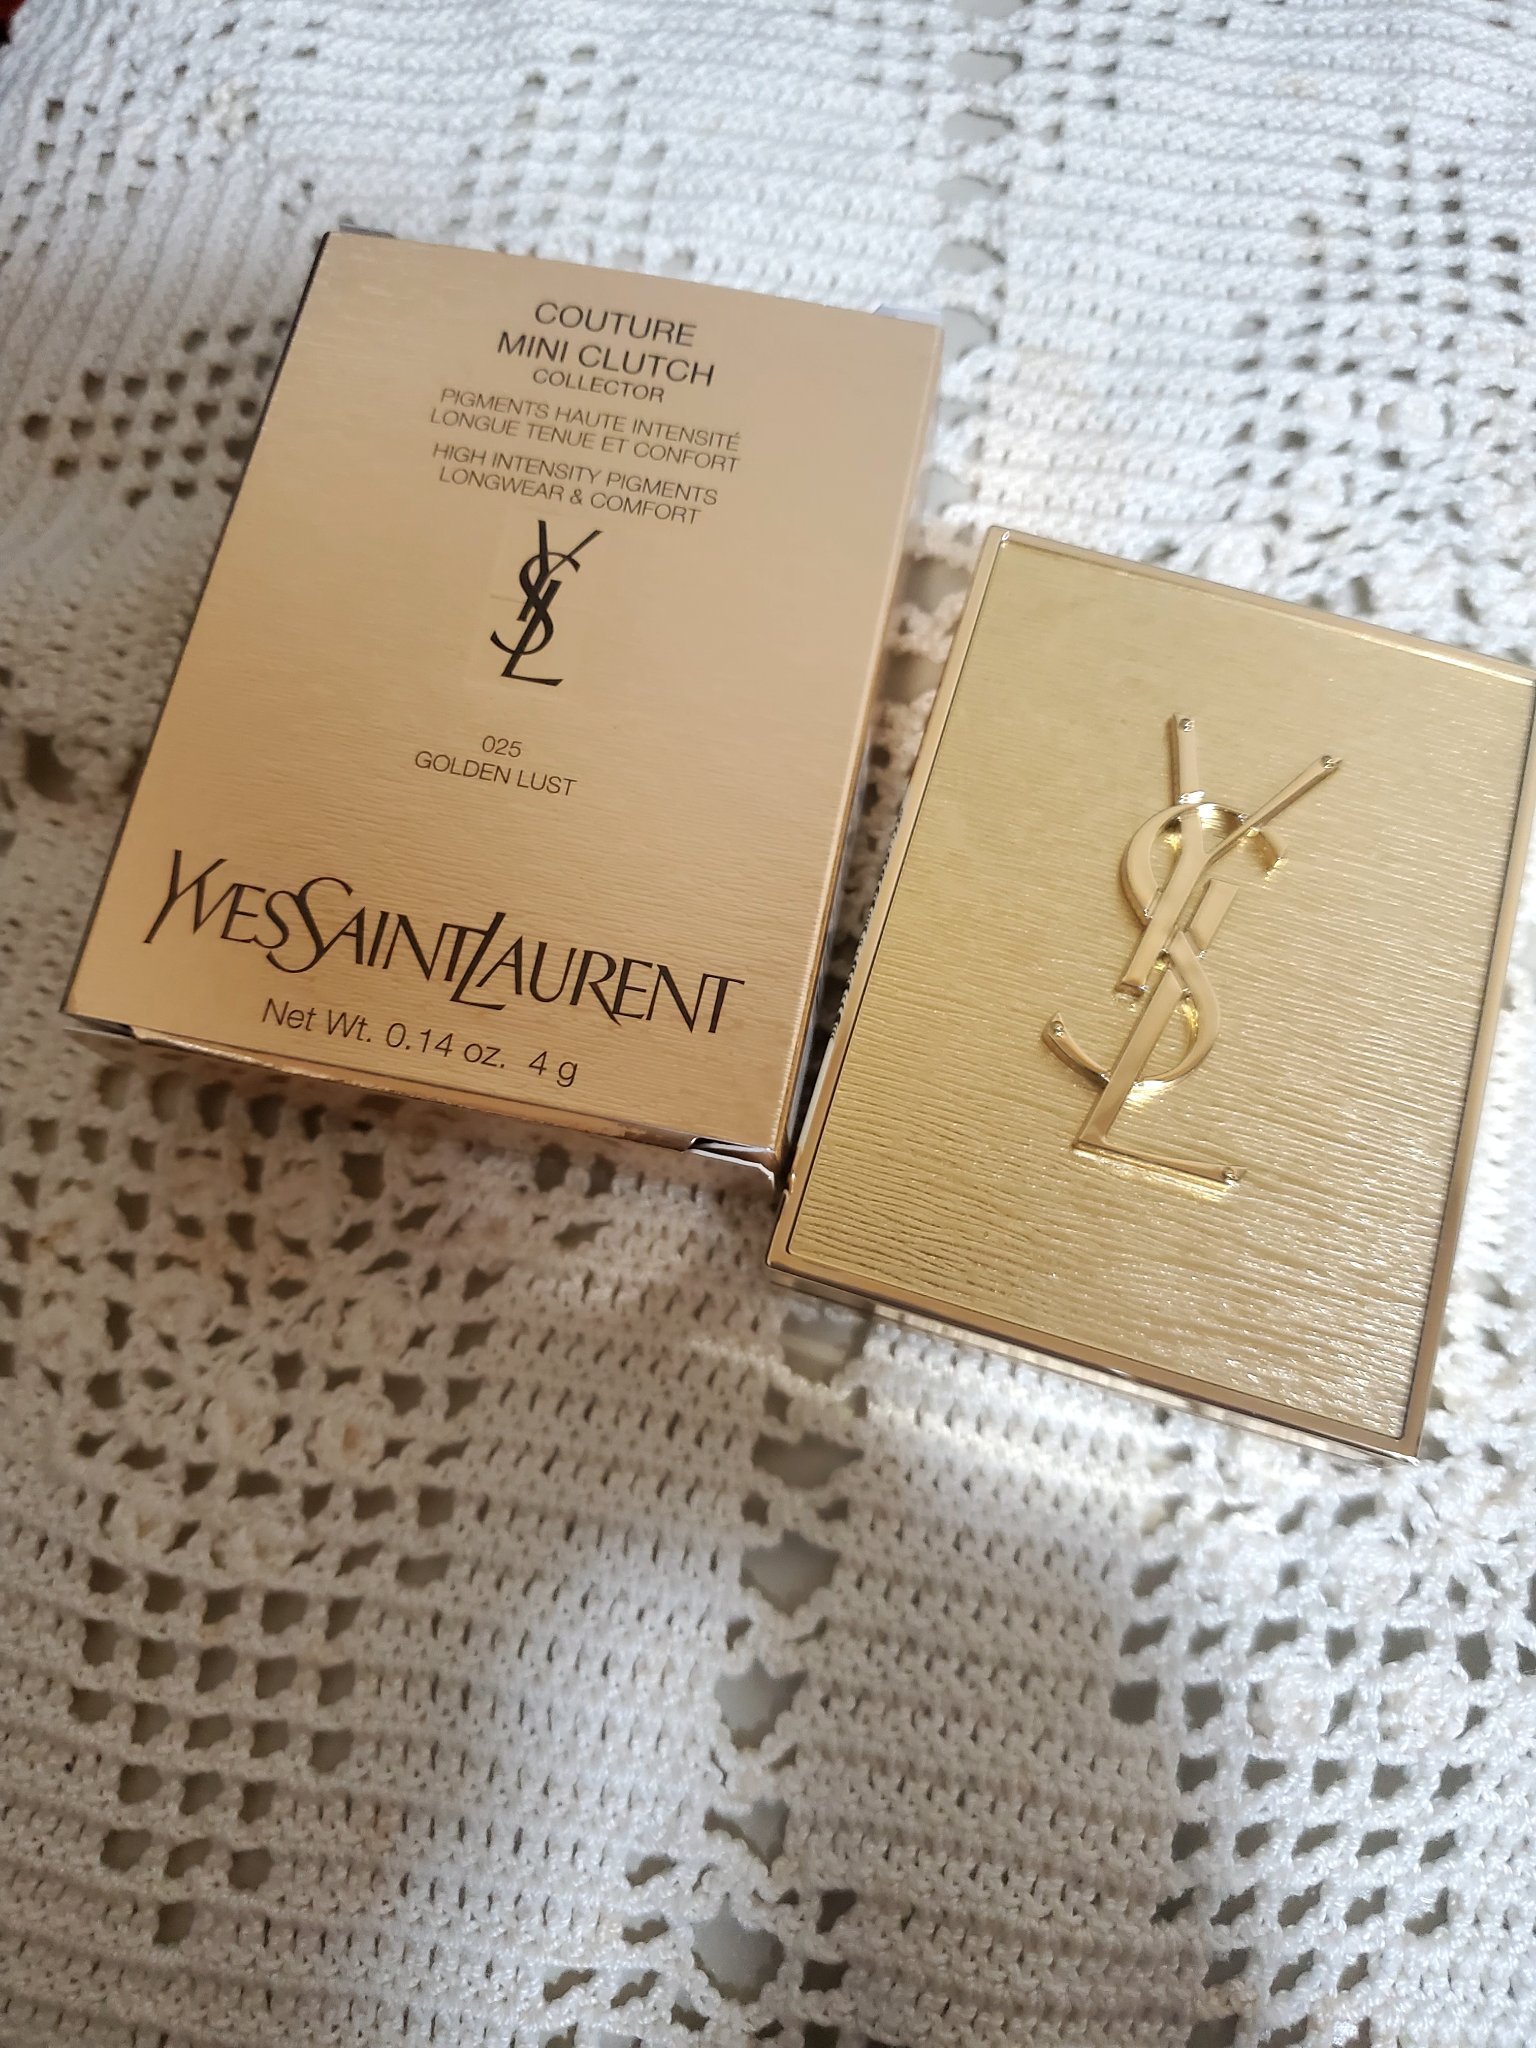 COUTURE
MINI CLUTCH
COLLECTOR
PIGMENTS HAUTE INTENSITÉ
LONGUE TENUE ET CONFORT
HIGH INTENSITY PIGMENTS
LONGWEAR & COMFORT
YSL
025
GOLDEN LUST
YVESSAINTLAURENT
Net Wt. 0.14 oz. 4 g
YSL